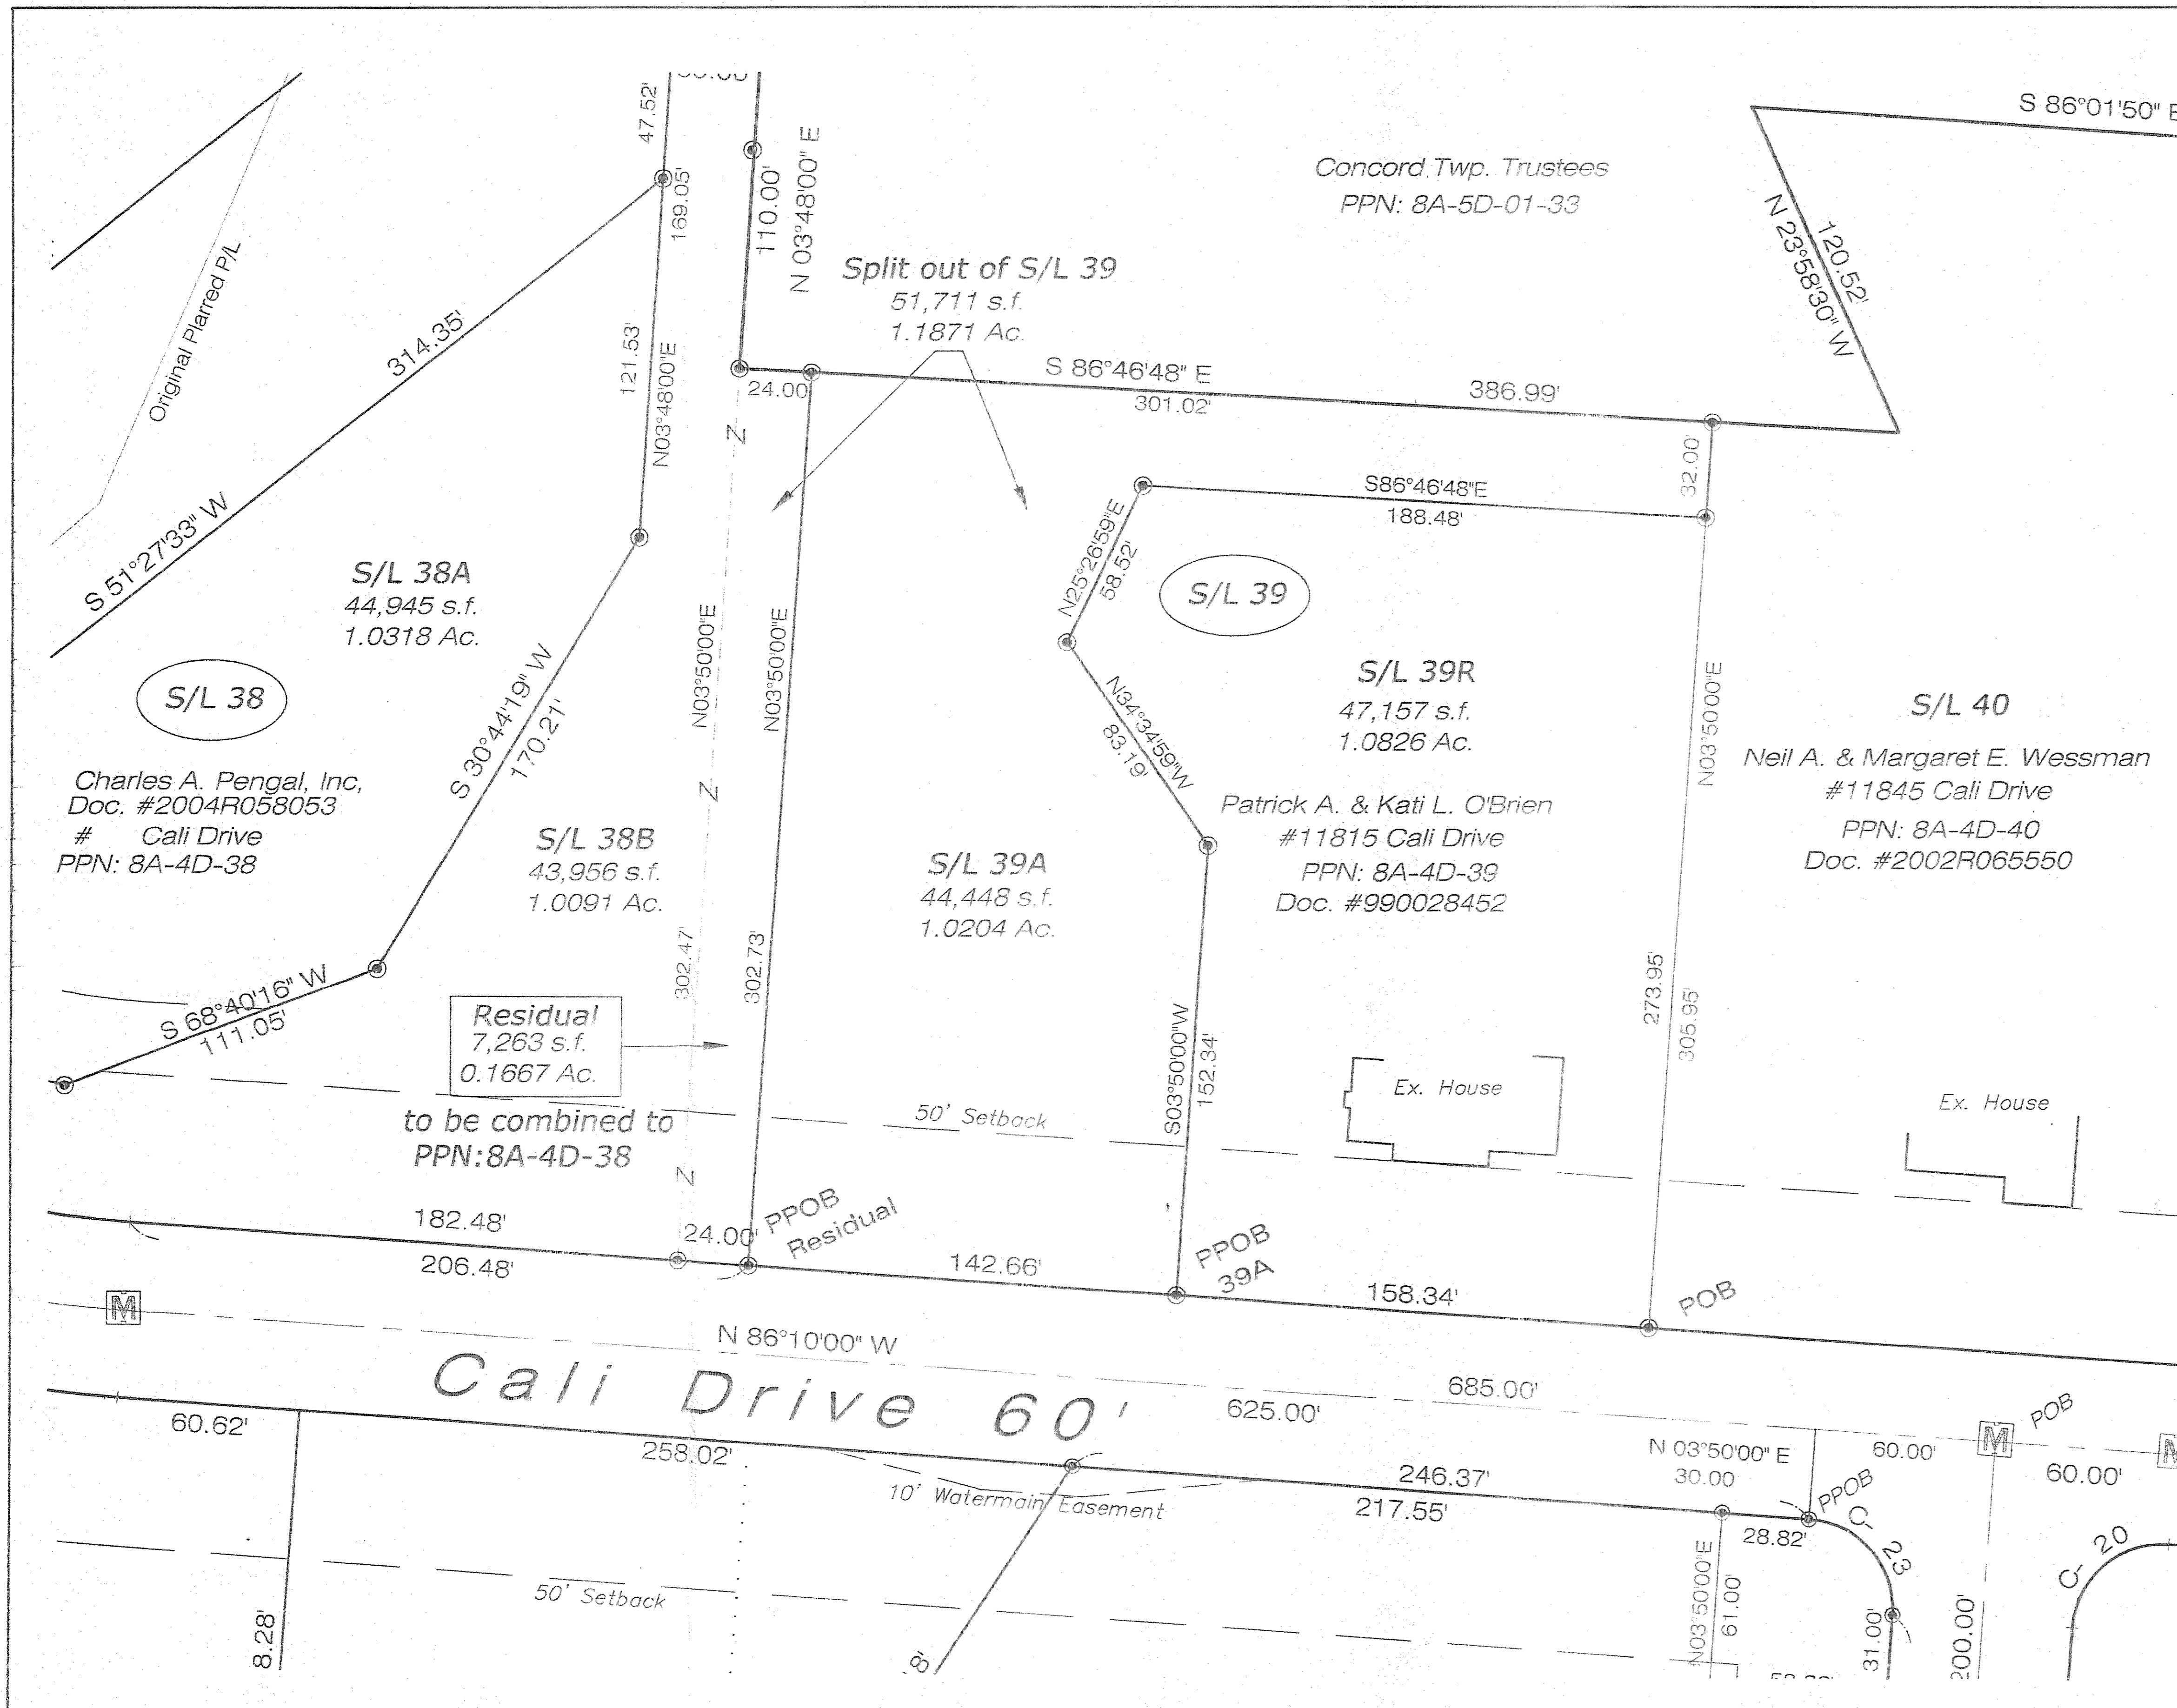 S 86°01'50" E
47.52'
169.05'
110.00'
N 03°48'00" E
Concord Twp. Trustees
PPN: 8A-5D-01-33
N 23°58'30" W
120.52'
Original Plarred P/L
314.35'
S 51°27'33" W
Split out of S/L 39
51,711 s.f.
1.1871 Ac.
121.53'
N03°48'00"E
24.00
S 86°46'48" E
301.02'
386.99'
32.00'
Z
S86°46'48"E
188.48'
N25°26'59"E
58.52'
S/L 39
S/L 38A
44,945 s.f.
1.0318 Ac.
S/L 38
Charles A. Pengal, Inc,
Doc. #2004R058053
# Cali Drive
PPN: 8A-4D-38
S 30°44'19" W
170.21'
N03°50'00"E
N03°50'00"E
Z
N34°34'59"W
83.19'
S/L 39R
47,157 s.f.
1.0826 Ac.
Patrick A. & Kati L. O'Brien
#11815 Cali Drive
PPN: 8A-4D-39
Doc. #990028452
N03°50'00"E
S/L 40
Neil A. & Margaret E. Wessman
#11845 Cali Drive
PPN: 8A-4D-40
Doc. #2002R065550
S/L 38B
43,956 s.f.
1.0091 Ac.
S/L 39A
44,448 s.f.
1.0204 Ac.
302.47'
302.73'
273.95'
305.95'
S 68°40'16" W
111.05'
Residual
7,263 s.f.
0.1667 Ac.
to be combined to
PPN:8A-4D-38
S03°50'00"W
152.34'
50' Setback
Ex. House
Ex. House
Z
182.48'
206.48'
24.00'
PPOB
Residual
142.66'
PPOB
39A
158.34'
POB
M
N 86°10'00" W
Cali Drive 60'
685.00'
625.00'
60.62'
258.02'
10' Watermain Easement
246.37'
217.55'
N 03°50'00" E
30.00
60.00'
M
POB
60.00'
M
PPOB
28.82'
C- 23
C- 20
N03°50'00"E
61.00'
31.00'
200.00'
50' Setback
8.28'
8'